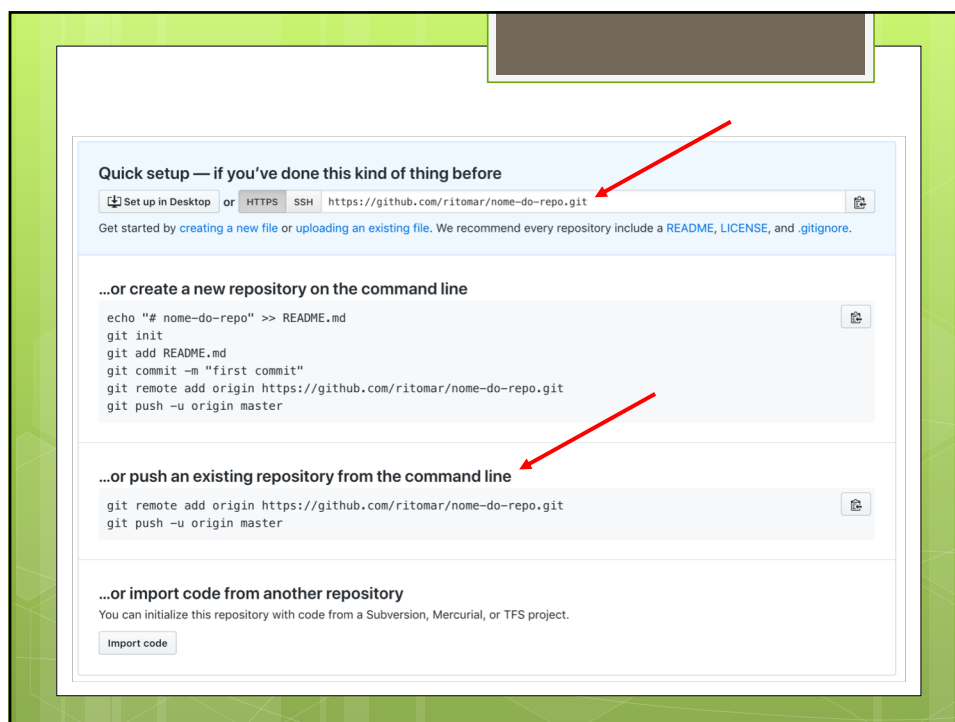 Quick setup — if you've done this kind of thing before
Set up in Desktop or HTTPS SSH https://github.com/ritomar/nome-do-repo.git
Get started by creating a new file or uploading an existing file. We recommend every repository include a README, LICENSE, and .gitignore.
...or create a new repository on the command line
echo "# nome-do-repo" >> README.md
git init
git add README.md
git commit -m "first commit"
git remote add origin https://github.com/ritomar/nome-do-repo.git
git push -u origin master
...or push an existing repository from the command line
git remote add origin https://github.com/ritomar/nome-do-repo.git
git push -u origin master
...or import code from another repository
You can initialize this repository with code from a Subversion, Mercurial, or TFS project.
Import code